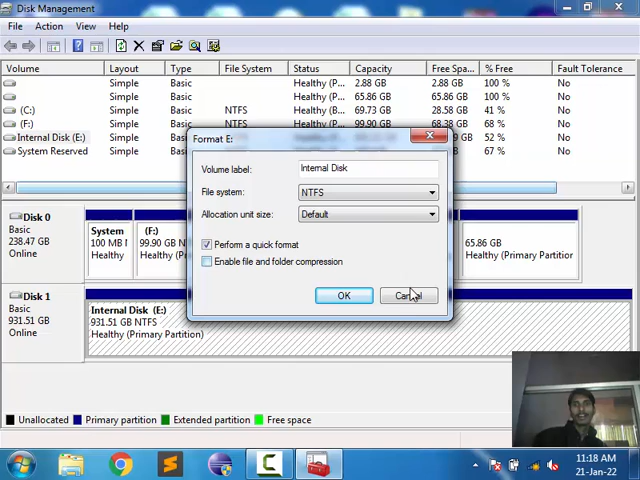 Disk Management
File Action View Help
Volume Layout Type File System Status Capacity Free Spa... % Free Fault Tolerance
Simple Basic Healthy (P... 2.88 GB 2.88 GB 100 % No
Simple Basic Healthy (P... 65.86 GB 65.86 GB 100 % No
(C:) Simple Basic NTFS Healthy (B... 69.73 GB 28.58 GB 41 % No
(F:) Simple Basic NTFS Healthy (P... 99.90 GB 68.38 GB 68 % No
Internal Disk (E:) Simple Basic 52 % No
System Reserved Simple Basic 67 % No
Format E:
Volume label: Internal Disk
File system: NTFS
Allocation unit size: Default
Perform a quick format
Enable file and folder compression
OK Cancel
Disk 0
Basic
238.47 GB
Online
System
100 MB N
Healthy
(F:)
99.90 NTF
Healthy
65.86 GB
Healthy (Primary Partition
Disk 1
Basic
931.51 GB
Online
Internal Disk (E:)
931.51 GB NTFS
Healthy (Primary Partition)
Unallocated Primary partition Extended partition Free space
11:18 AM
21-Jan-22